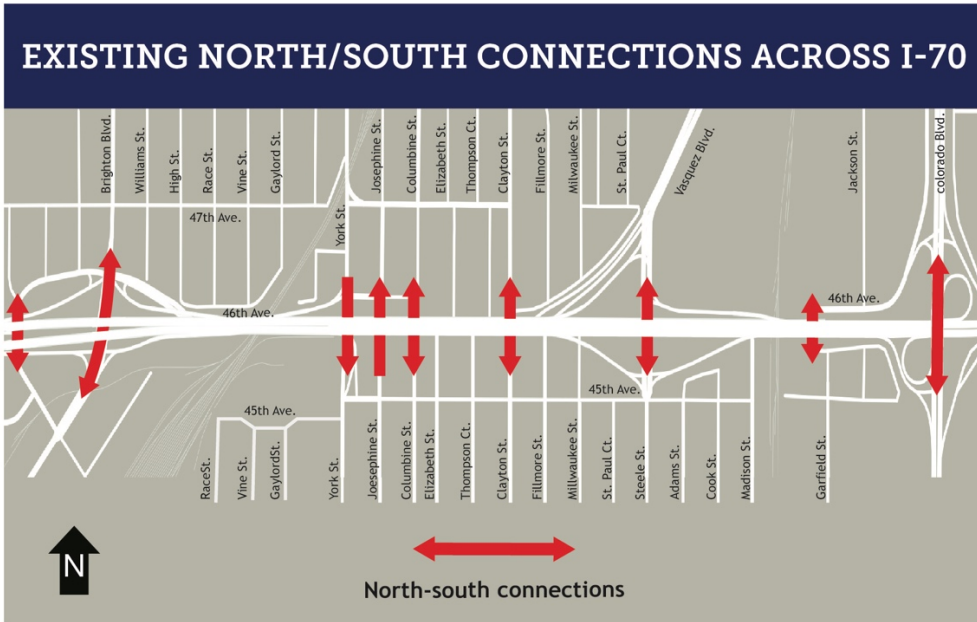 EXISTING NORTH/SOUTH CONNECTIONS ACROSS I-70
Brighton Blvd.
Williams St.
High St.
Race St.
Vine St.
Gaylord St.
York St.
Josephine St.
Columbine St.
Elizabeth St.
Thompson Ct.
Clayton St.
Fillmore St.
Milwaukee St.
St. Paul Ct.
Vasquez Blvd.
Jackson St.
colorado Blvd.
47th Ave.
46th Ave.
46th Ave.
45th Ave.
45th Ave.
RaceSt.
Vine St.
GaylordSt.
York St.
Joesephine St.
Columbine St.
Elizabeth St.
Thompson Ct.
Clayton St.
Fillmore St.
Millwaukee St.
St. Paul Ct.
Steele St.
Adams St.
Cook St.
Madison St.
Garfield St.
N
North-south connections